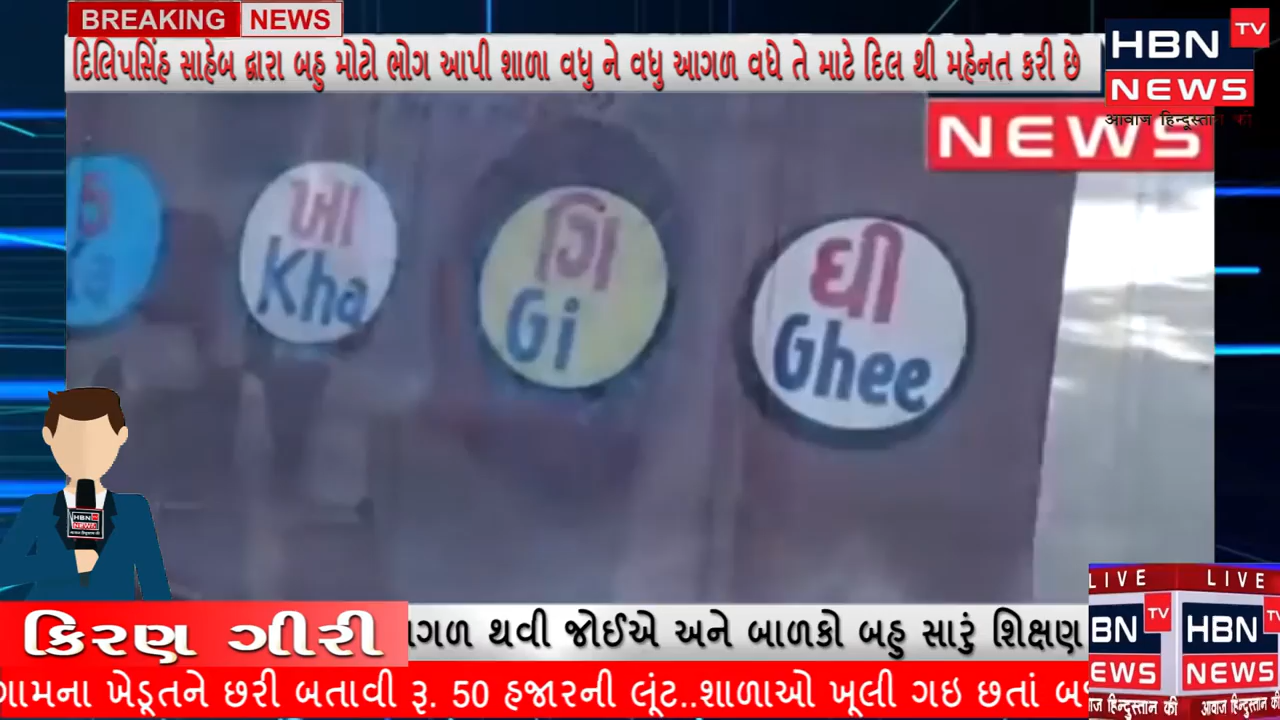 BREAKING NEWS
દિલિપસિંહ સાહેબ દ્વારા બહુ મોટો ભોગ આપી શાળા વધુ ને વધુ આગળ વધે તે માટે દિલ થી મહેનત કરી છે
HBN TV
NEWS
आवाज हिन्दुस्तान की
NEWS
ખા
Kha
ગિ
Gi
ઘી
Ghee
HBN TV
NEWS
LIVE LIVE
HBN TV
NEWS
કિરણ ગીરી
થવી જોઈએ અને બાળકો બહુ સારું શિક્ષણ
ગામના ખેડૂતને છરી બતાવી રૂ. 50 હજારની લૂંટ..શાળાઓ ખૂલી ગઇ છતાં
आवाज हिन्दुस्तान की